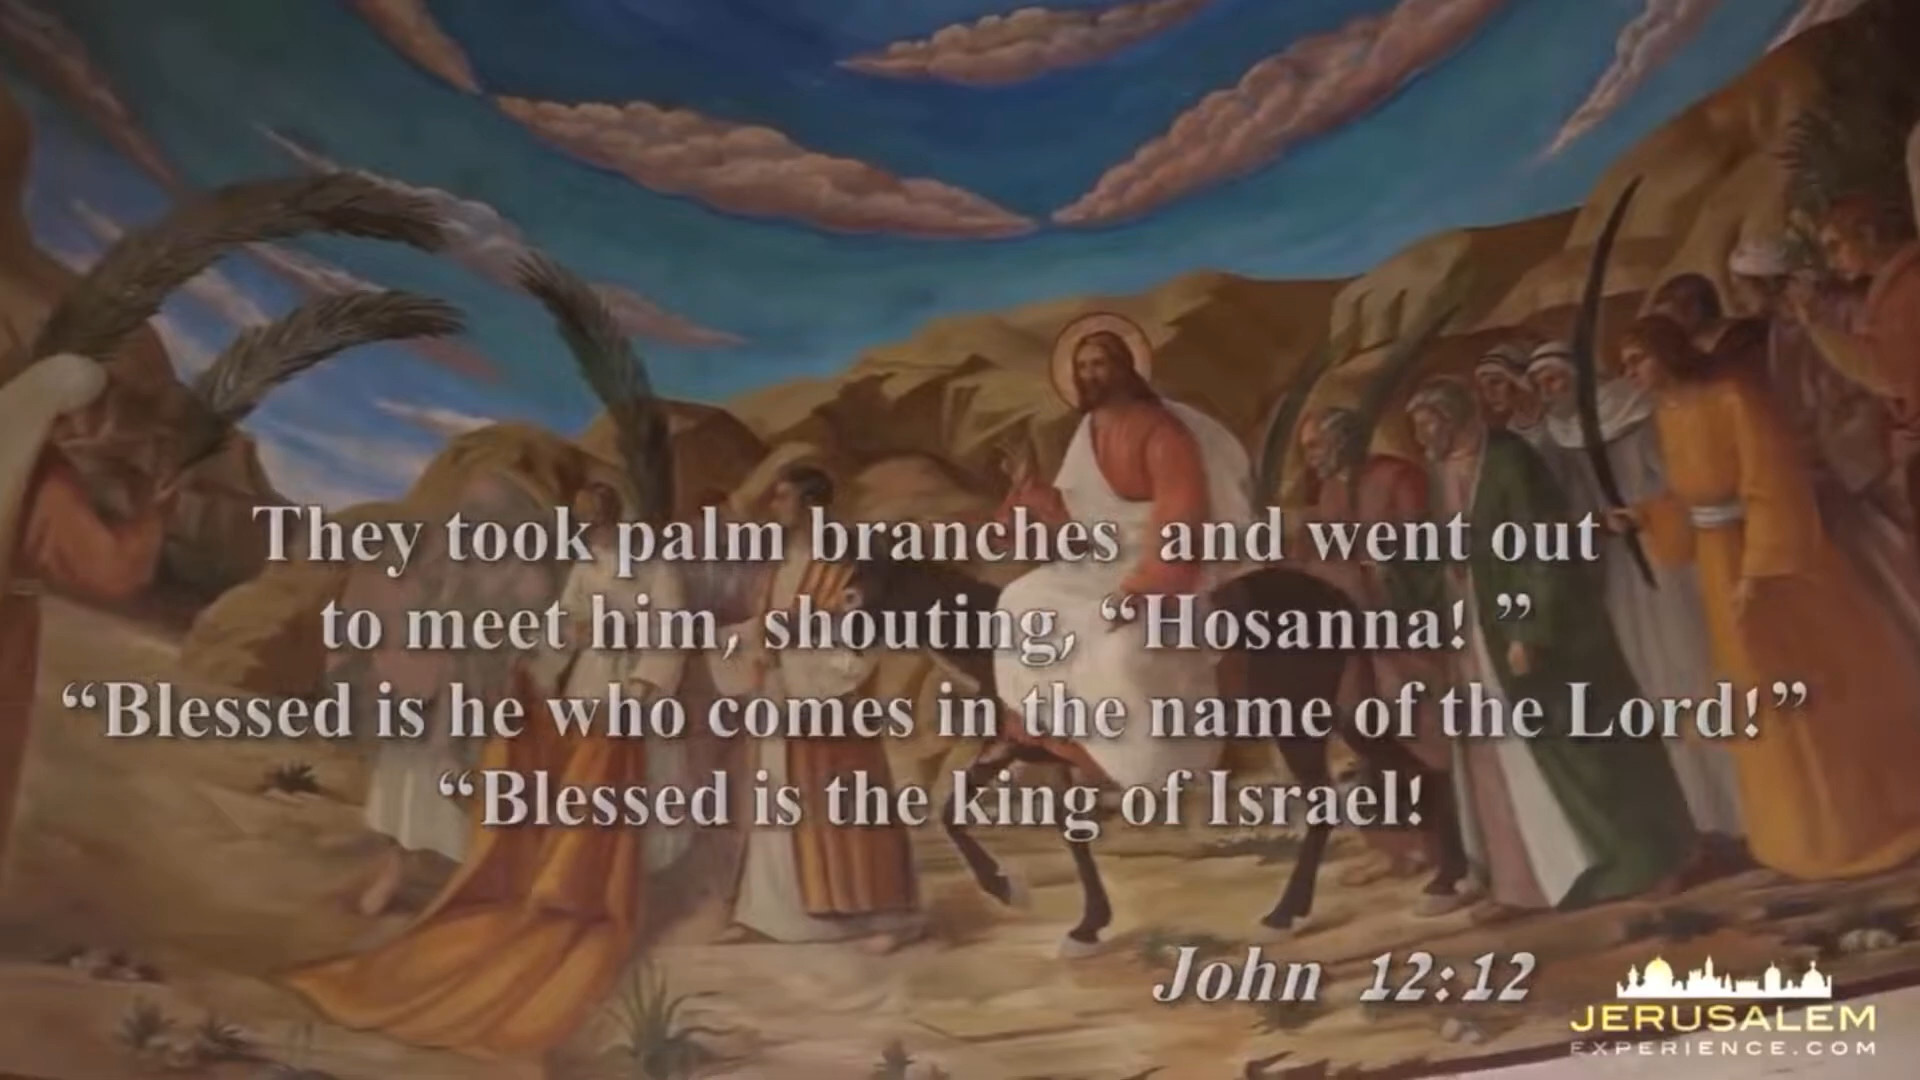 They took palm branches and went out
to meet him, shouting, “Hosanna! ”
“Blessed is he who comes in the name of the Lord!”
“Blessed is the king of Israel!
John 12:12
JERUSALEM
EXPERIENCE.COM